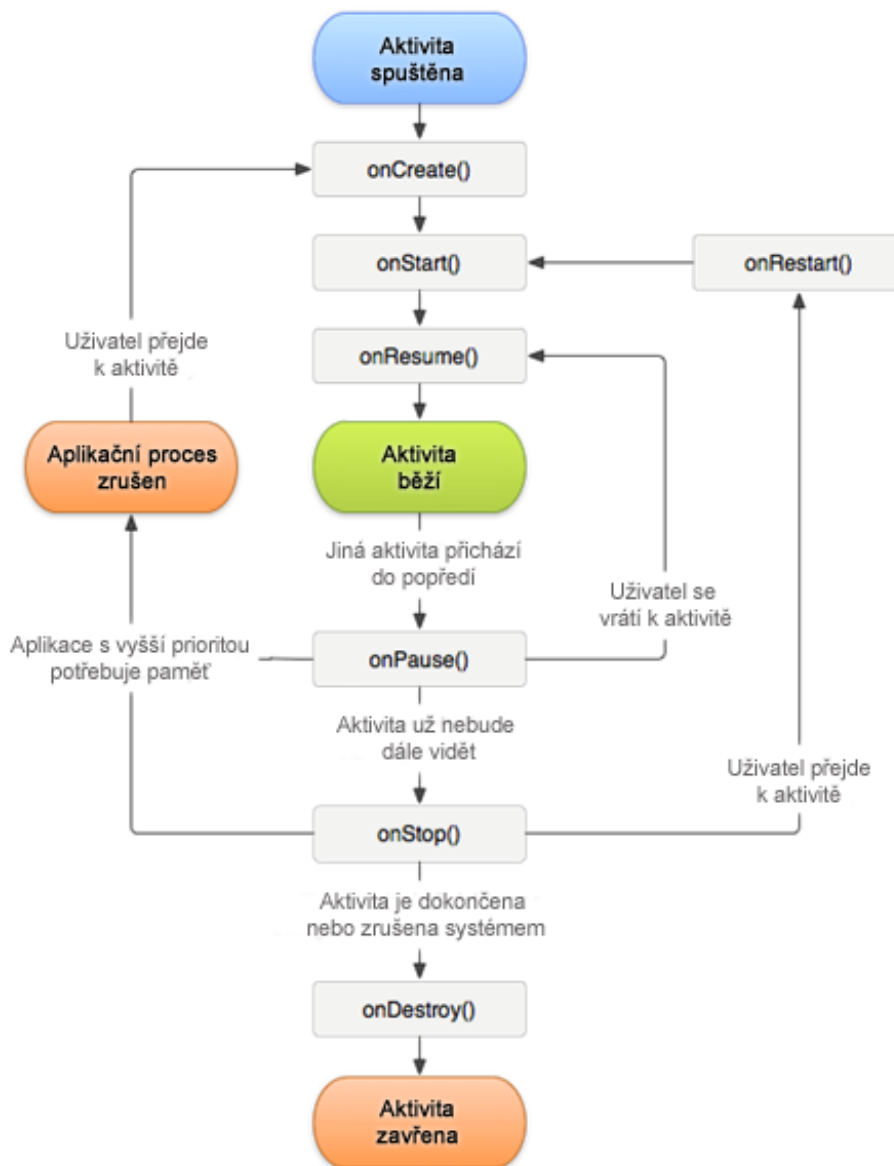 Aktivita
spuštěna
onCreate()
onStart()
onRestart()
Uživatel přejde
k aktivitě
onResume()
Aplikační proces
zrušen
Aktivita
běží
Jiná aktivita přichází
do popředí
Uživatel se
vrátí k aktivitě
Aplikace s vyšší prioritou
potřebuje paměť
onPause()
Aktivita už nebude
dále vidět
Uživatel přejde
k aktivitě
onStop()
Aktivita je dokončena
nebo zrušena systémem
onDestroy()
Aktivita
zavřena